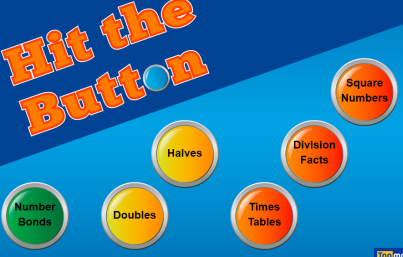 Hit the
Button
Square
Numbers
Halves
Division
Facts
Number
Bonds
Doubles
Times
Tables